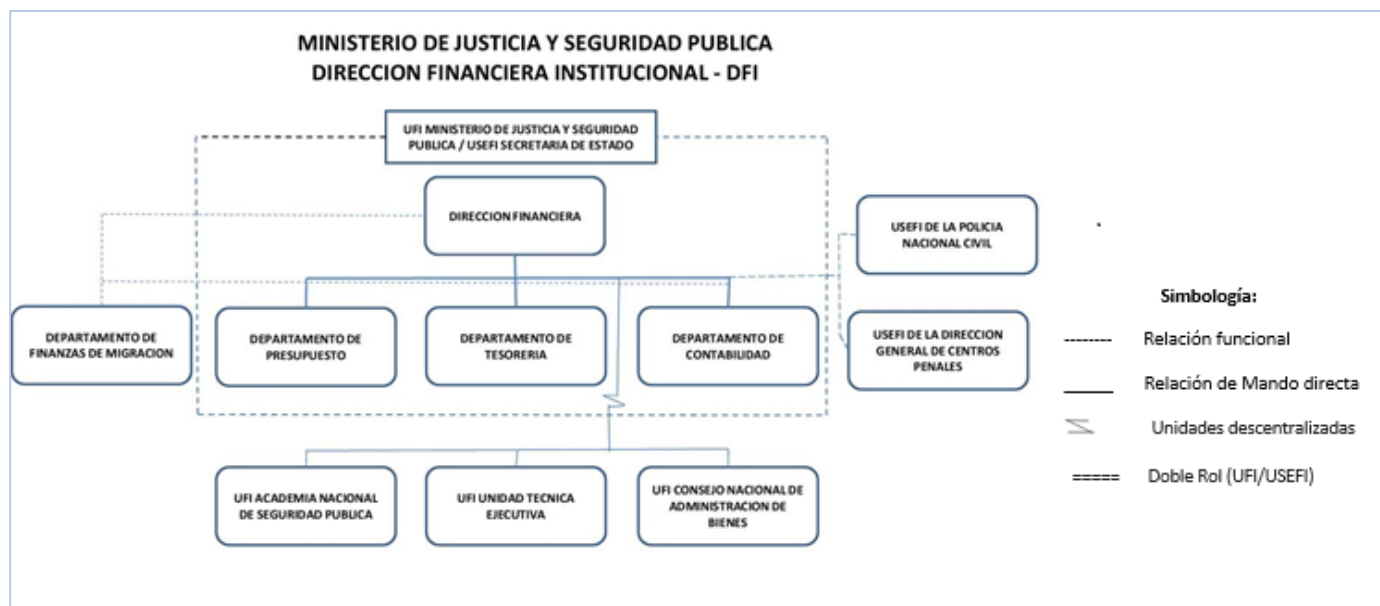 MINISTERIO DE JUSTICIA Y SEGURIDAD PUBLICA
DIRECCION FINANCIERA INSTITUCIONAL - DFI
UFI MINISTERIO DE JUSTICIA Y SEGURIDAD
PUBLICA / USEFI SECRETARIA DE ESTADO
DIRECCION FINANCIERA
USEFI DE LA POLICIA
NACIONAL CIVIL
DEPARTAMENTO DE
FINANZAS DE MIGRACION
DEPARTAMENTO DE
PRESUPUESTO
DEPARTAMENTO DE
TESORERIA
DEPARTAMENTO DE
CONTABILIDAD
USEFI DE LA DIRECCION
GENERAL DE CENTROS
PENALES
UFI ACADEMIA NACIONAL
DE SEGURIDAD PUBLICA
UFI UNIDAD TECNICA
EJECUTIVA
UFI CONSEJO NACIONAL DE
ADMINISTRACION DE
BIENES
Simbología:
Relación funcional
Relación de Mando directa
Unidades descentralizadas
Doble Rol (UFI/USEFI)